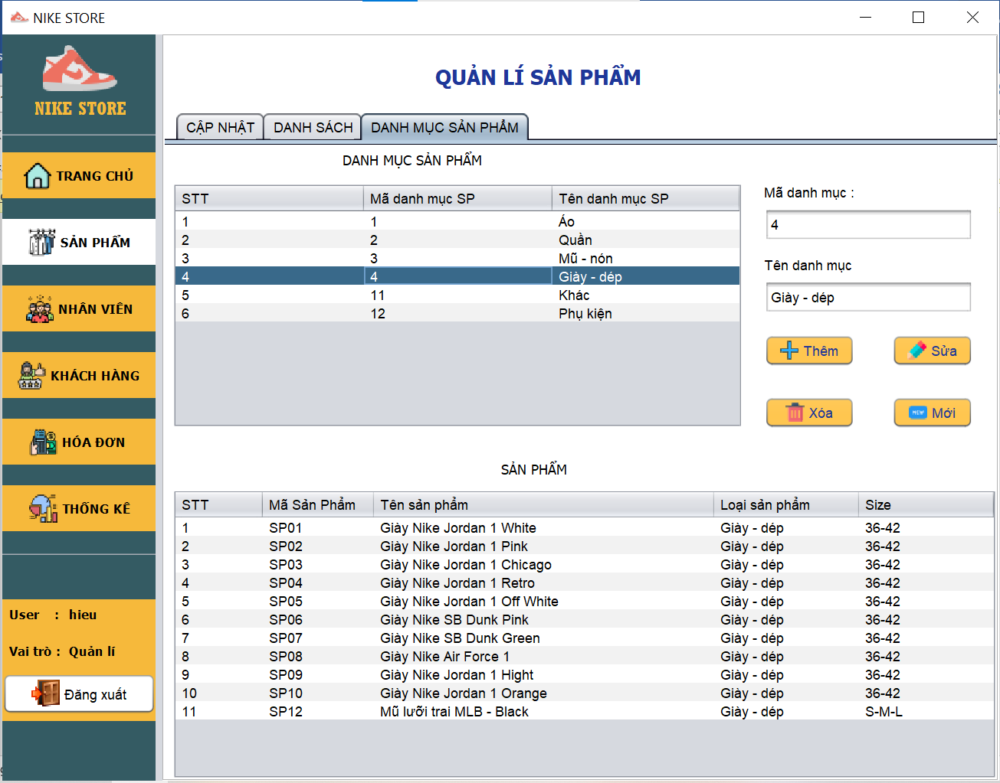 NIKE STORE
NIKE STORE
TRANG CHỦ
SẢN PHẨM
NHÂN VIÊN
KHÁCH HÀNG
HÓA ĐƠN
THỐNG KÊ
User : hieu
Vai trò : Quản lí
Đăng xuất
QUẢN LÍ SẢN PHẨM
CẬP NHẬT DANH SÁCH DANH MỤC SẢN PHẨM
DANH MỤC SẢN PHẨM
STT Mã danh mục SP Tên danh mục SP
1 1 Áo
2 2 Quần
3 3 Mũ - nón
4 4 Giày - dép
5 11 Khác
6 12 Phụ kiện
Mã danh mục :
4
Tên danh mục
Giày - dép
Thêm Sửa
Xóa NEW Mới
SẢN PHẨM
STT Mã Sản Phẩm Tên sản phẩm Loại sản phẩm Size
1 SP01 Giày Nike Jordan 1 White Giày - dép 36-42
2 SP02 Giày Nike Jordan 1 Pink Giày - dép 36-42
3 SP03 Giày Nike Jordan 1 Chicago Giày - dép 36-42
4 SP04 Giày Nike Jordan 1 Retro Giày - dép 36-42
5 SP05 Giày Nike Jordan 1 Off White Giày - dép 36-42
6 SP06 Giày Nike SB Dunk Pink Giày - dép 36-42
7 SP07 Giày Nike SB Dunk Green Giày - dép 36-42
8 SP08 Giày Nike Air Force 1 Giày - dép 36-42
9 SP09 Giày Nike Jordan 1 Hight Giày - dép 36-42
10 SP10 Giày Nike Jordan 1 Orange Giày - dép 36-42
11 SP12 Mũ lưỡi trai MLB - Black Giày - dép S-M-L